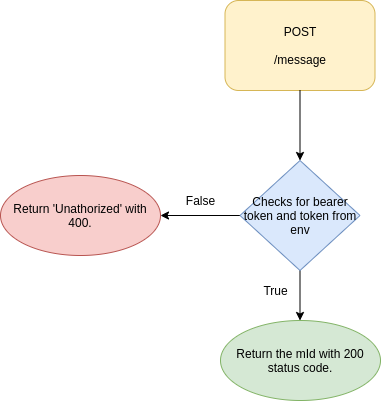 POST
/message
Checks for bearer
token and token from
env
False
Return 'Unathorized' with
400.
True
Return the mId with 200
status code.